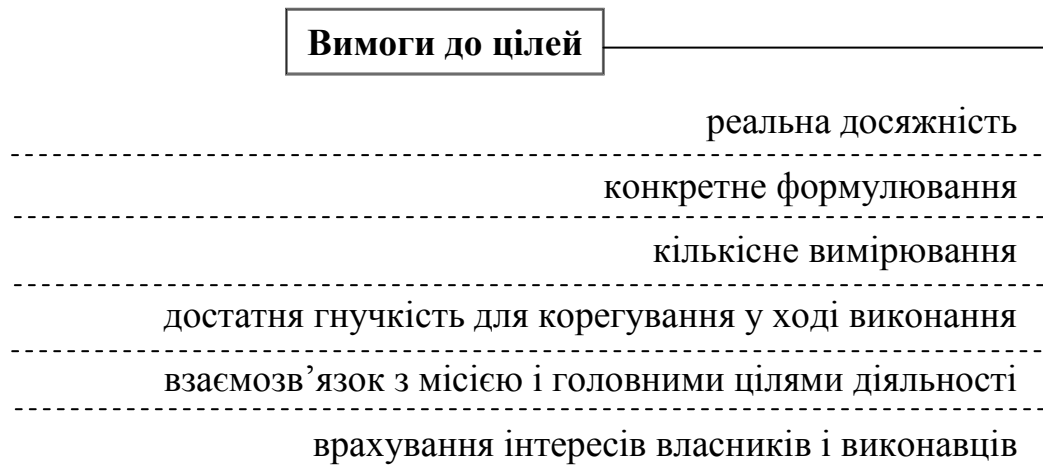 Вимоги до цілей
реальна досяжність
конкретне формулювання
кількісне вимірювання
достатня гнучкість для корегування у ході виконання
взаємозв’язок з місією і головними цілями діяльності
врахування інтересів власників і виконавців